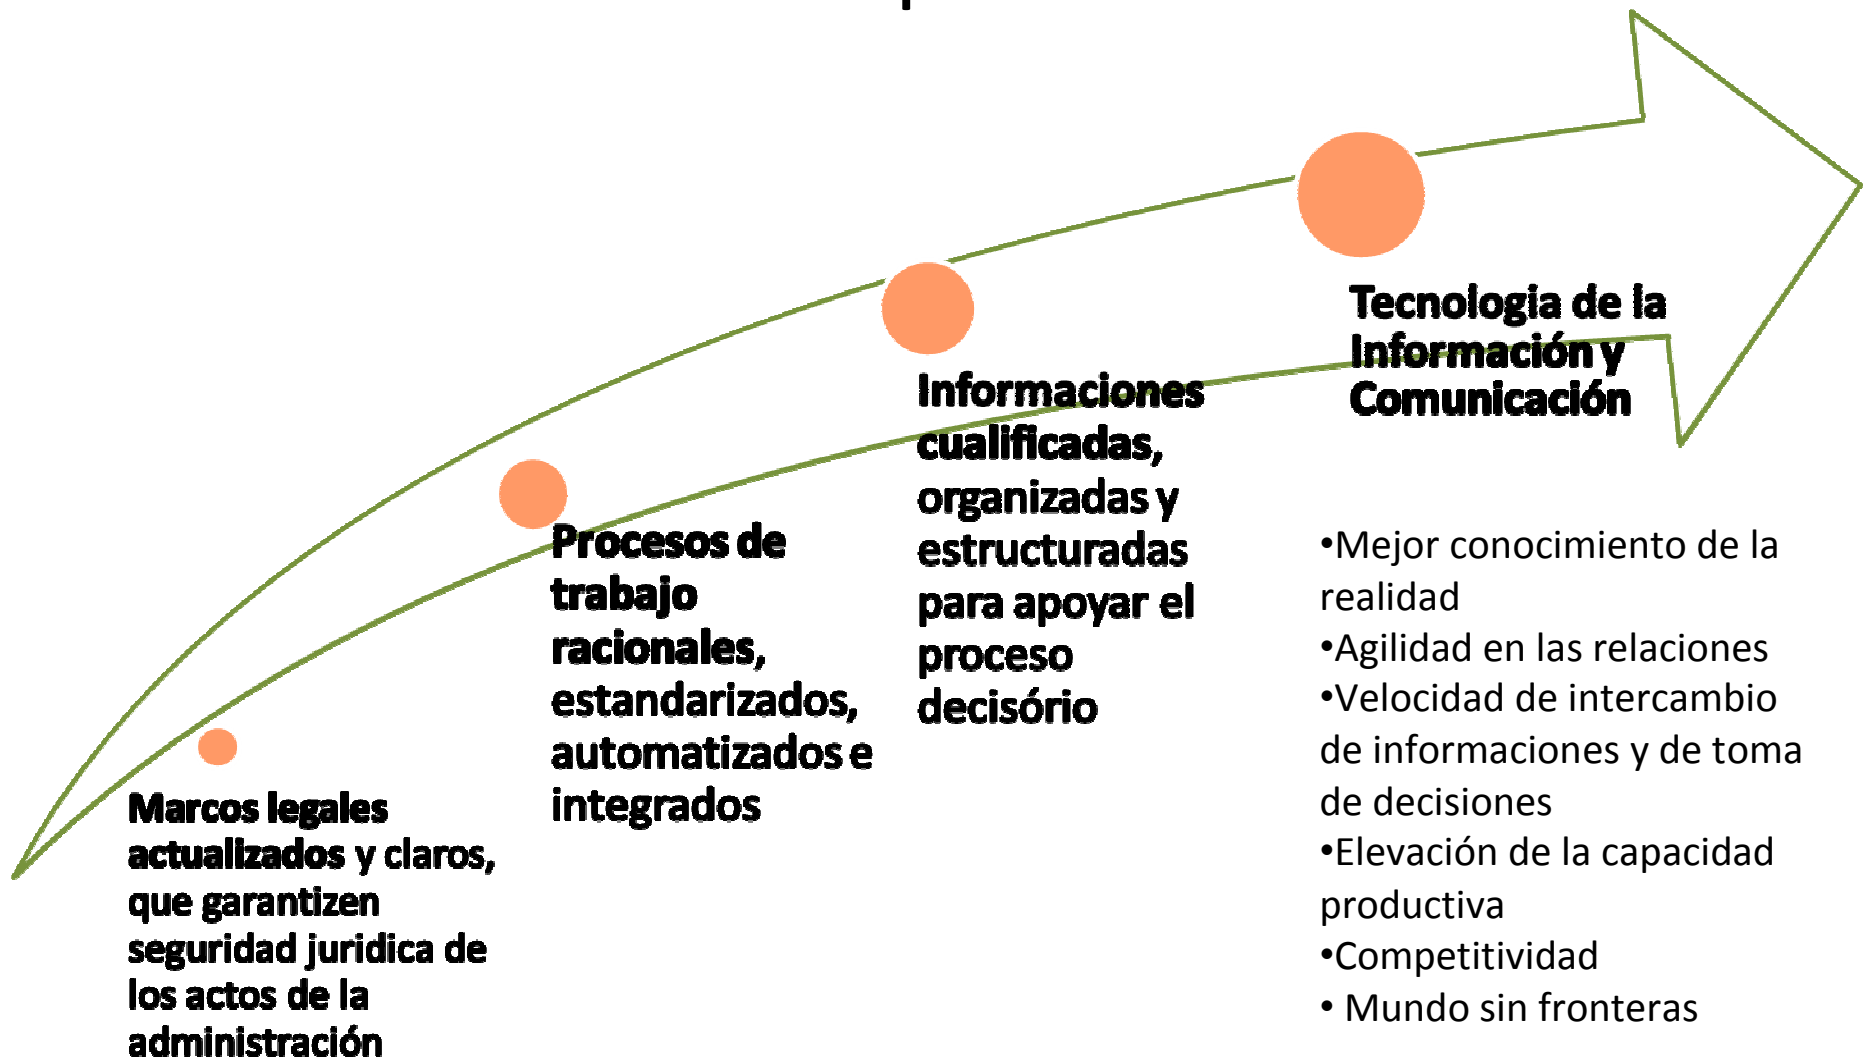 Marcos legales
actualizados y claros,
que garantizen
seguridad juridica de
los actos de la
administración
Procesos de
trabajo
racionales,
estandarizados,
automatizados e
integrados
Informaciones
cualificadas,
organizadas y
estructuradas
para apoyar el
proceso
decisório
Tecnologia de la
Información y
Comunicación
•Mejor conocimiento de la
realidad
•Agilidad en las relaciones
•Velocidad de intercambio
de informaciones y de toma
de decisiones
•Elevación de la capacidad
productiva
•Competitividad
• Mundo sin fronteras